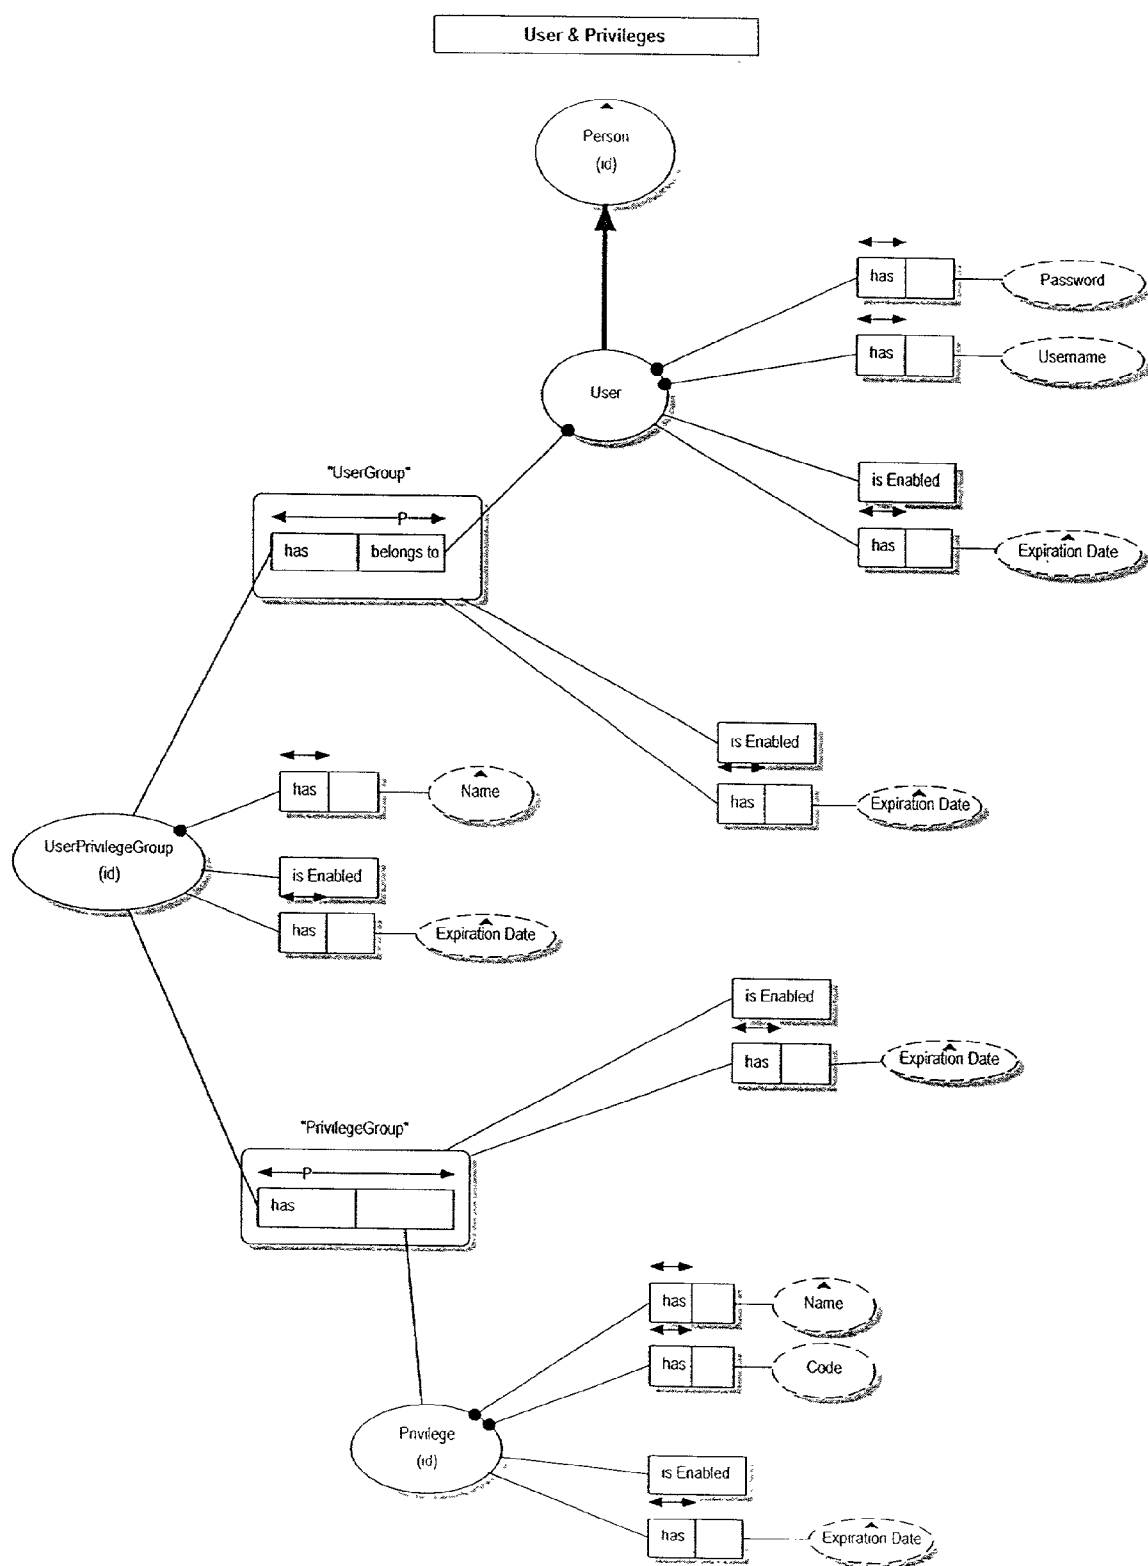 User & Privileges
Person
(id)
has
Password
has
Username
User
"UserGroup"
is Enabled
P
has
belongs to
has
Expiration Date
is Enabled
has
Name
has
Expiration Date
UserPrivilegeGroup
(id)
is Enabled
has
Expiration Date
is Enabled
has
Expiration Date
"PrivilegeGroup"
P
has
has
Name
has
Code
Privilege
(id)
is Enabled
has
Expiration Date